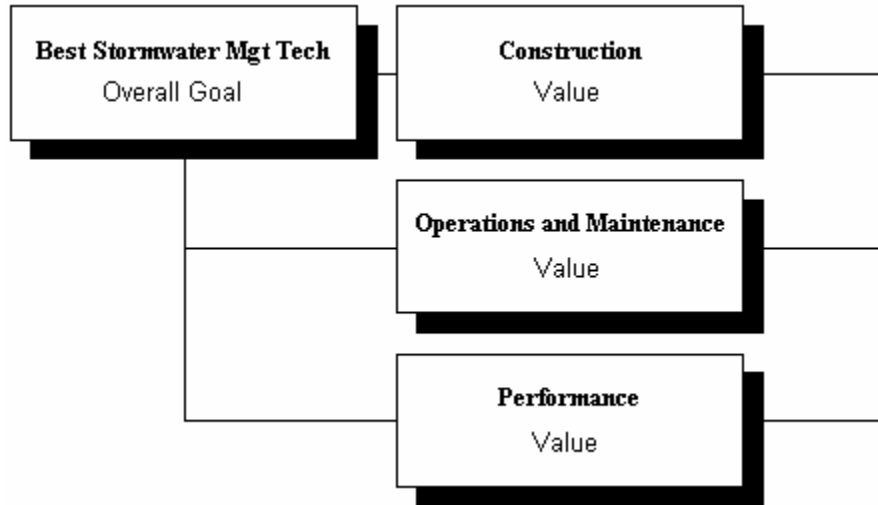 Best Stormwater Mgt Tech
Overall Goal
Construction
Value
Operations and Maintenance
Value
Performance
Value